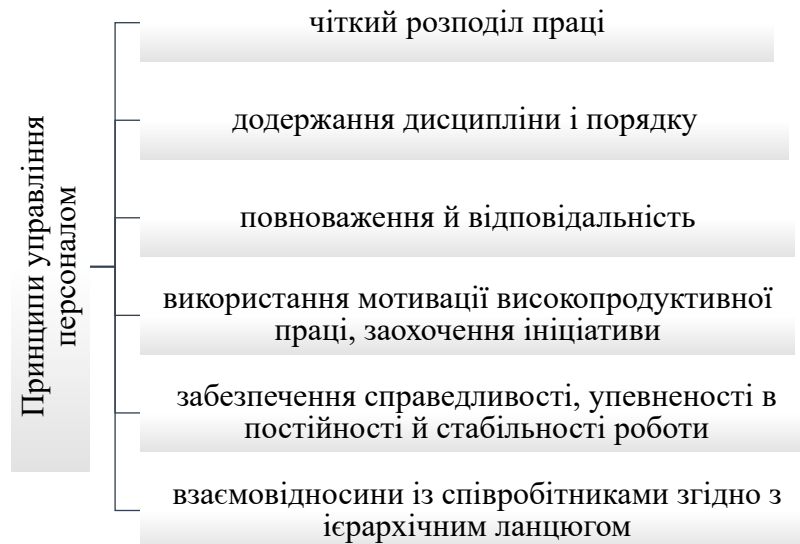 Принципи управління
персоналом
чіткий розподіл праці
додержання дисципліни і порядку
повноваження й відповідальність
використання мотивації високопродуктивної
праці, заохочення ініціативи
забезпечення справедливості, упевненості в
постійності й стабільності роботи
взаємовідносини із співробітниками згідно з
ієрархічним ланцюгом